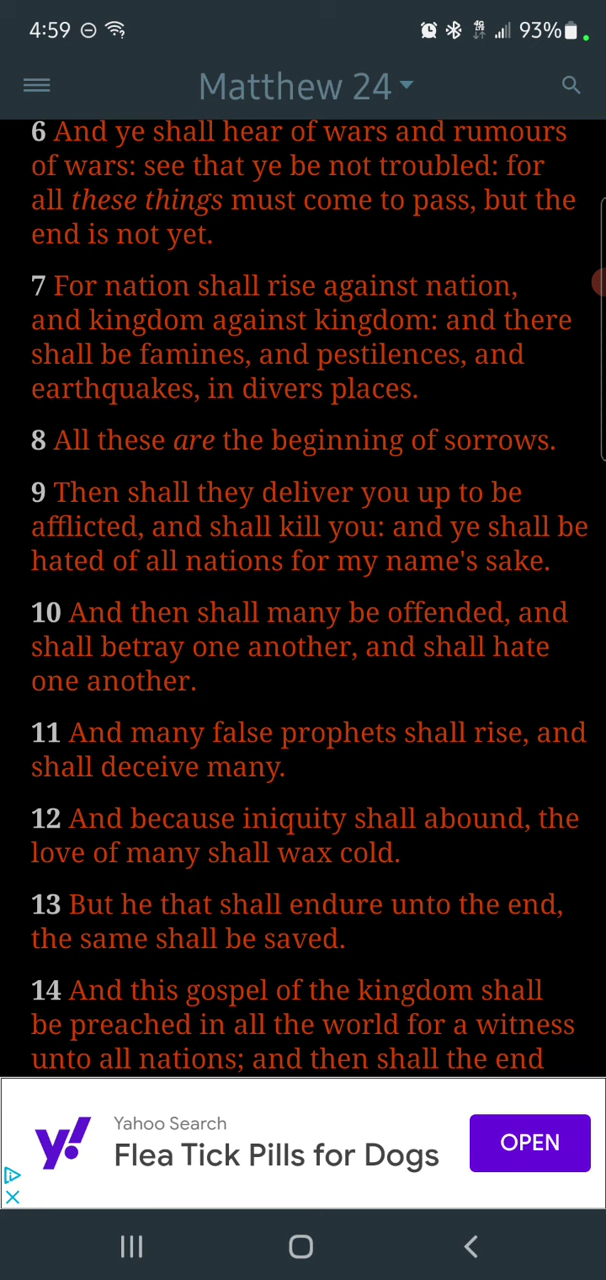 4:59 93%
Matthew 24
6 And ye shall hear of wars and rumours
of wars: see that ye be not troubled: for
all these things must come to pass, but the
end is not yet.
7 For nation shall rise against nation,
and kingdom against kingdom: and there
shall be famines, and pestilences, and
earthquakes, in divers places.
8 All these are the beginning of sorrows.
9 Then shall they deliver you up to be
afflicted, and shall kill you: and ye shall be
hated of all nations for my name's sake.
10 And then shall many be offended, and
shall betray one another, and shall hate
one another.
11 And many false prophets shall rise, and
shall deceive many.
12 And because iniquity shall abound, the
love of many shall wax cold.
13 But he that shall endure unto the end,
the same shall be saved.
14 And this gospel of the kingdom shall
be preached in all the world for a witness
unto all nations; and then shall the end
y!
Yahoo Search
Flea Tick Pills for Dogs
OPEN